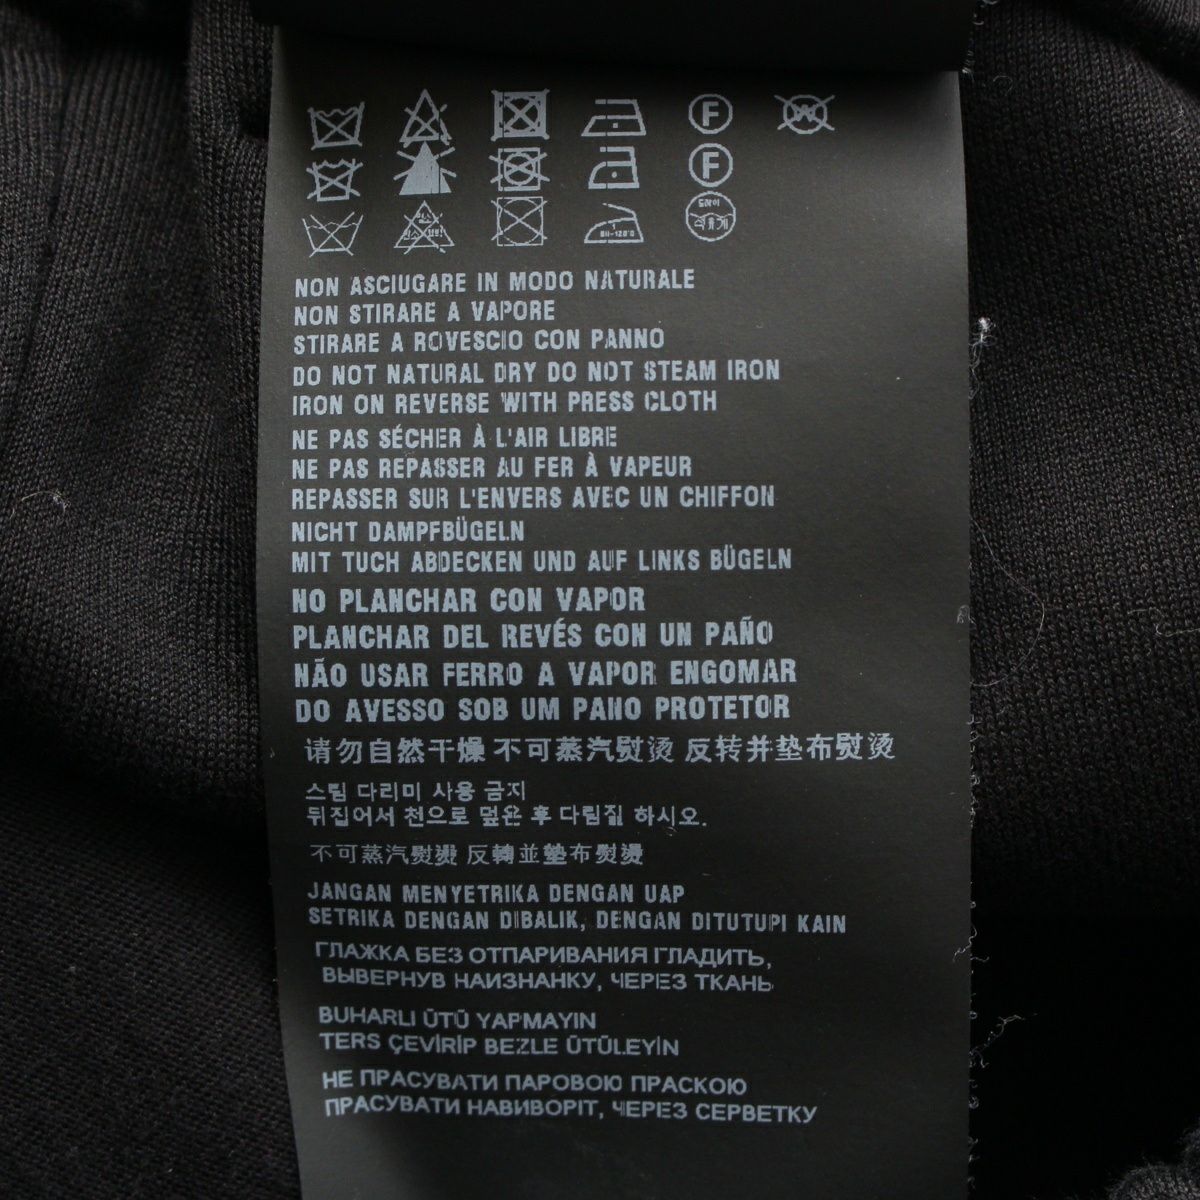 F
W
F
NON ASCIUGARE IN MODO NATURALE
NON STIRARE A VAPORE
STIRARE A ROVESCIO CON PANNO
DO NOT NATURAL DRY DO NOT STEAM IRON
IRON ON REVERSE WITH PRESS CLOTH
NE PAS SÉCHER À L'AIR LIBRE
NE PAS REPASSER AU FER À VAPEUR
REPASSER SUR L'ENVERS AVEC UN CHIFFON
NICHT DAMPFBÜGELN
MIT TUCH ABDECKEN UND AUF LINKS BÜGELN
NO PLANCHAR CON VAPOR
PLANCHAR DEL REVÉS CON UN PAÑO
NÃO USAR FERRO A VAPOR ENGOMAR
DO AVESSO SOB UM PANO PROTETOR
请勿自然干燥 不可蒸汽熨烫 反转并垫布熨烫
스팀 다리미 사용 금지
뒤집어서 천으로 덮은 후 다림질 하시오.
不可蒸汽熨燙 反轉並墊布熨燙
JANGAN MENYETRIKA DENGAN UAP
SETRIKA DENGAN DIBALIK, DENGAN DITUTUPI KAIN
ГЛАЖКА БЕЗ ОТПАРИВАНИЯ ГЛАДИТЬ,
ВЫВЕРНУВ НАИЗНАНКУ, ЧЕРЕЗ ТКАНЬ
BUHARLI ÜTÜ YAPMAYIN
TERS ÇEVİRİP BEZLE ÜTÜLEYİN
НЕ ПРАСУВАТИ ПАРОВОЮ ПРАСКОЮ
ПРАСУВАТИ НАВИВОРІТ, ЧЕРЕЗ СЕРВЕТКУ